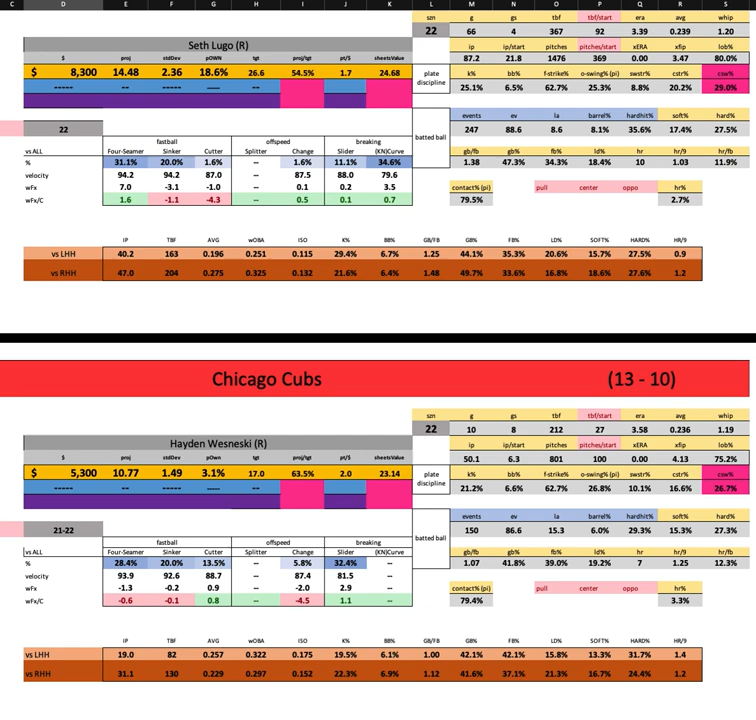 C D E F G H I J K L M N O P Q R S
szn g gs tbf tbf/start era avg whip
22 66 4 367 92 3.39 0.239 1.20
Seth Lugo (R) ip ip/start pitches pitches/start xERA xfip lob%
$ proj stdDev pOWN tgt proj/tgt pt/$ sheetsValue 87.2 21.8 1476 369 0.00 3.47 80.0%
$ 8,300 14.48 2.36 18.6% 26.6 54.5% 1.7 24.68 plate discipline k% bb% f-strike% o-swing% (pi) swstr% cstr% csw%
----- -- ---- — -- 25.1% 6.5% 62.7% 25.3% 8.8% 20.2% 29.0%
events ev la barrel% hardhit% soft% hard%
22 batted ball 247 88.6 8.6 8.1% 35.6% 17.4% 27.5%
fastball offspeed breaking
vs ALL Four-Seamer Sinker Cutter Splitter Change Slider (KN)Curve gb/fb gb% fb% ld% hr hr/9 hr/fb
% 31.1% 20.0% 1.6% -- 1.6% 11.1% 34.6% 1.38 47.3% 34.3% 18.4% 10 1.03 11.9%
velocity 94.2 94.2 87.0 -- 87.5 88.0 79.6
wFx 7.0 -3.1 -1.0 -- 0.1 0.2 3.5 contact% (pi) pull center oppo hr%
wFx/C 1.6 -1.1 -4.3 -- 0.5 0.1 0.7 79.5% 2.7%
IP TBF AVG wOBA ISO K% BB% GB/FB GB% FB% LD% SOFT% HARD% HR/9
vs LHH 40.2 163 0.196 0.251 0.115 29.4% 6.7% 1.25 44.1% 35.3% 20.6% 15.7% 27.5% 0.9
vs RHH 47.0 204 0.275 0.325 0.132 21.6% 6.4% 1.48 49.7% 33.6% 16.8% 18.6% 27.6% 1.2
Chicago Cubs (13 - 10)
szn g gs tbf tbf/start era avg whip
22 10 8 212 27 3.58 0.236 1.19
Hayden Wesneski (R) ip ip/start pitches pitches/start xERA xfip lob%
$ proj stdDev pOwn tgt proj/tgt pt/$ sheetsValue 50.1 6.3 801 100 0.00 4.13 75.2%
$ 5,300 10.77 1.49 3.1% 17.0 63.5% 2.0 23.14 plate discipline k% bb% f-strike% o-swing% (pi) swstr% cstr% csw%
----- -- ---- — -- 21.2% 6.6% 62.7% 26.8% 10.1% 16.6% 26.7%
events ev la barrel% hardhit% soft% hard%
21-22 batted ball 150 86.6 15.3 6.0% 29.3% 15.3% 27.3%
fastball offspeed breaking
vs ALL Four-Seamer Sinker Cutter Splitter Change Slider (KN)Curve gb/fb gb% fb% ld% hr hr/9 hr/fb
% 28.4% 20.0% 13.5% -- 5.8% 32.4% -- 1.07 41.8% 39.0% 19.2% 7 1.25 12.3%
velocity 93.9 92.6 88.7 -- 87.4 81.5 --
wFx -1.3 -0.2 0.9 -- -2.0 2.9 -- contact% (pi) pull center oppo hr%
wFx/C -0.6 -0.1 0.8 -- -4.5 1.1 -- 79.4% 3.3%
IP TBF AVG wOBA ISO K% BB% GB/FB GB% FB% LD% SOFT% HARD% HR/9
vs LHH 19.0 82 0.257 0.322 0.175 19.5% 6.1% 1.00 42.1% 42.1% 15.8% 13.3% 31.7% 1.4
vs RHH 31.1 130 0.229 0.297 0.152 22.3% 6.9% 1.12 41.6% 37.1% 21.3% 16.7% 24.4% 1.2